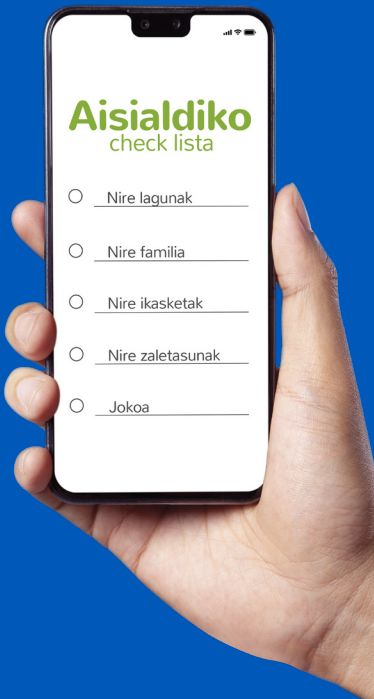 Aisialdiko
check lista
Nire lagunak
Nire familia
Nire ikasketak
Nire zaletasunak
Jokoa